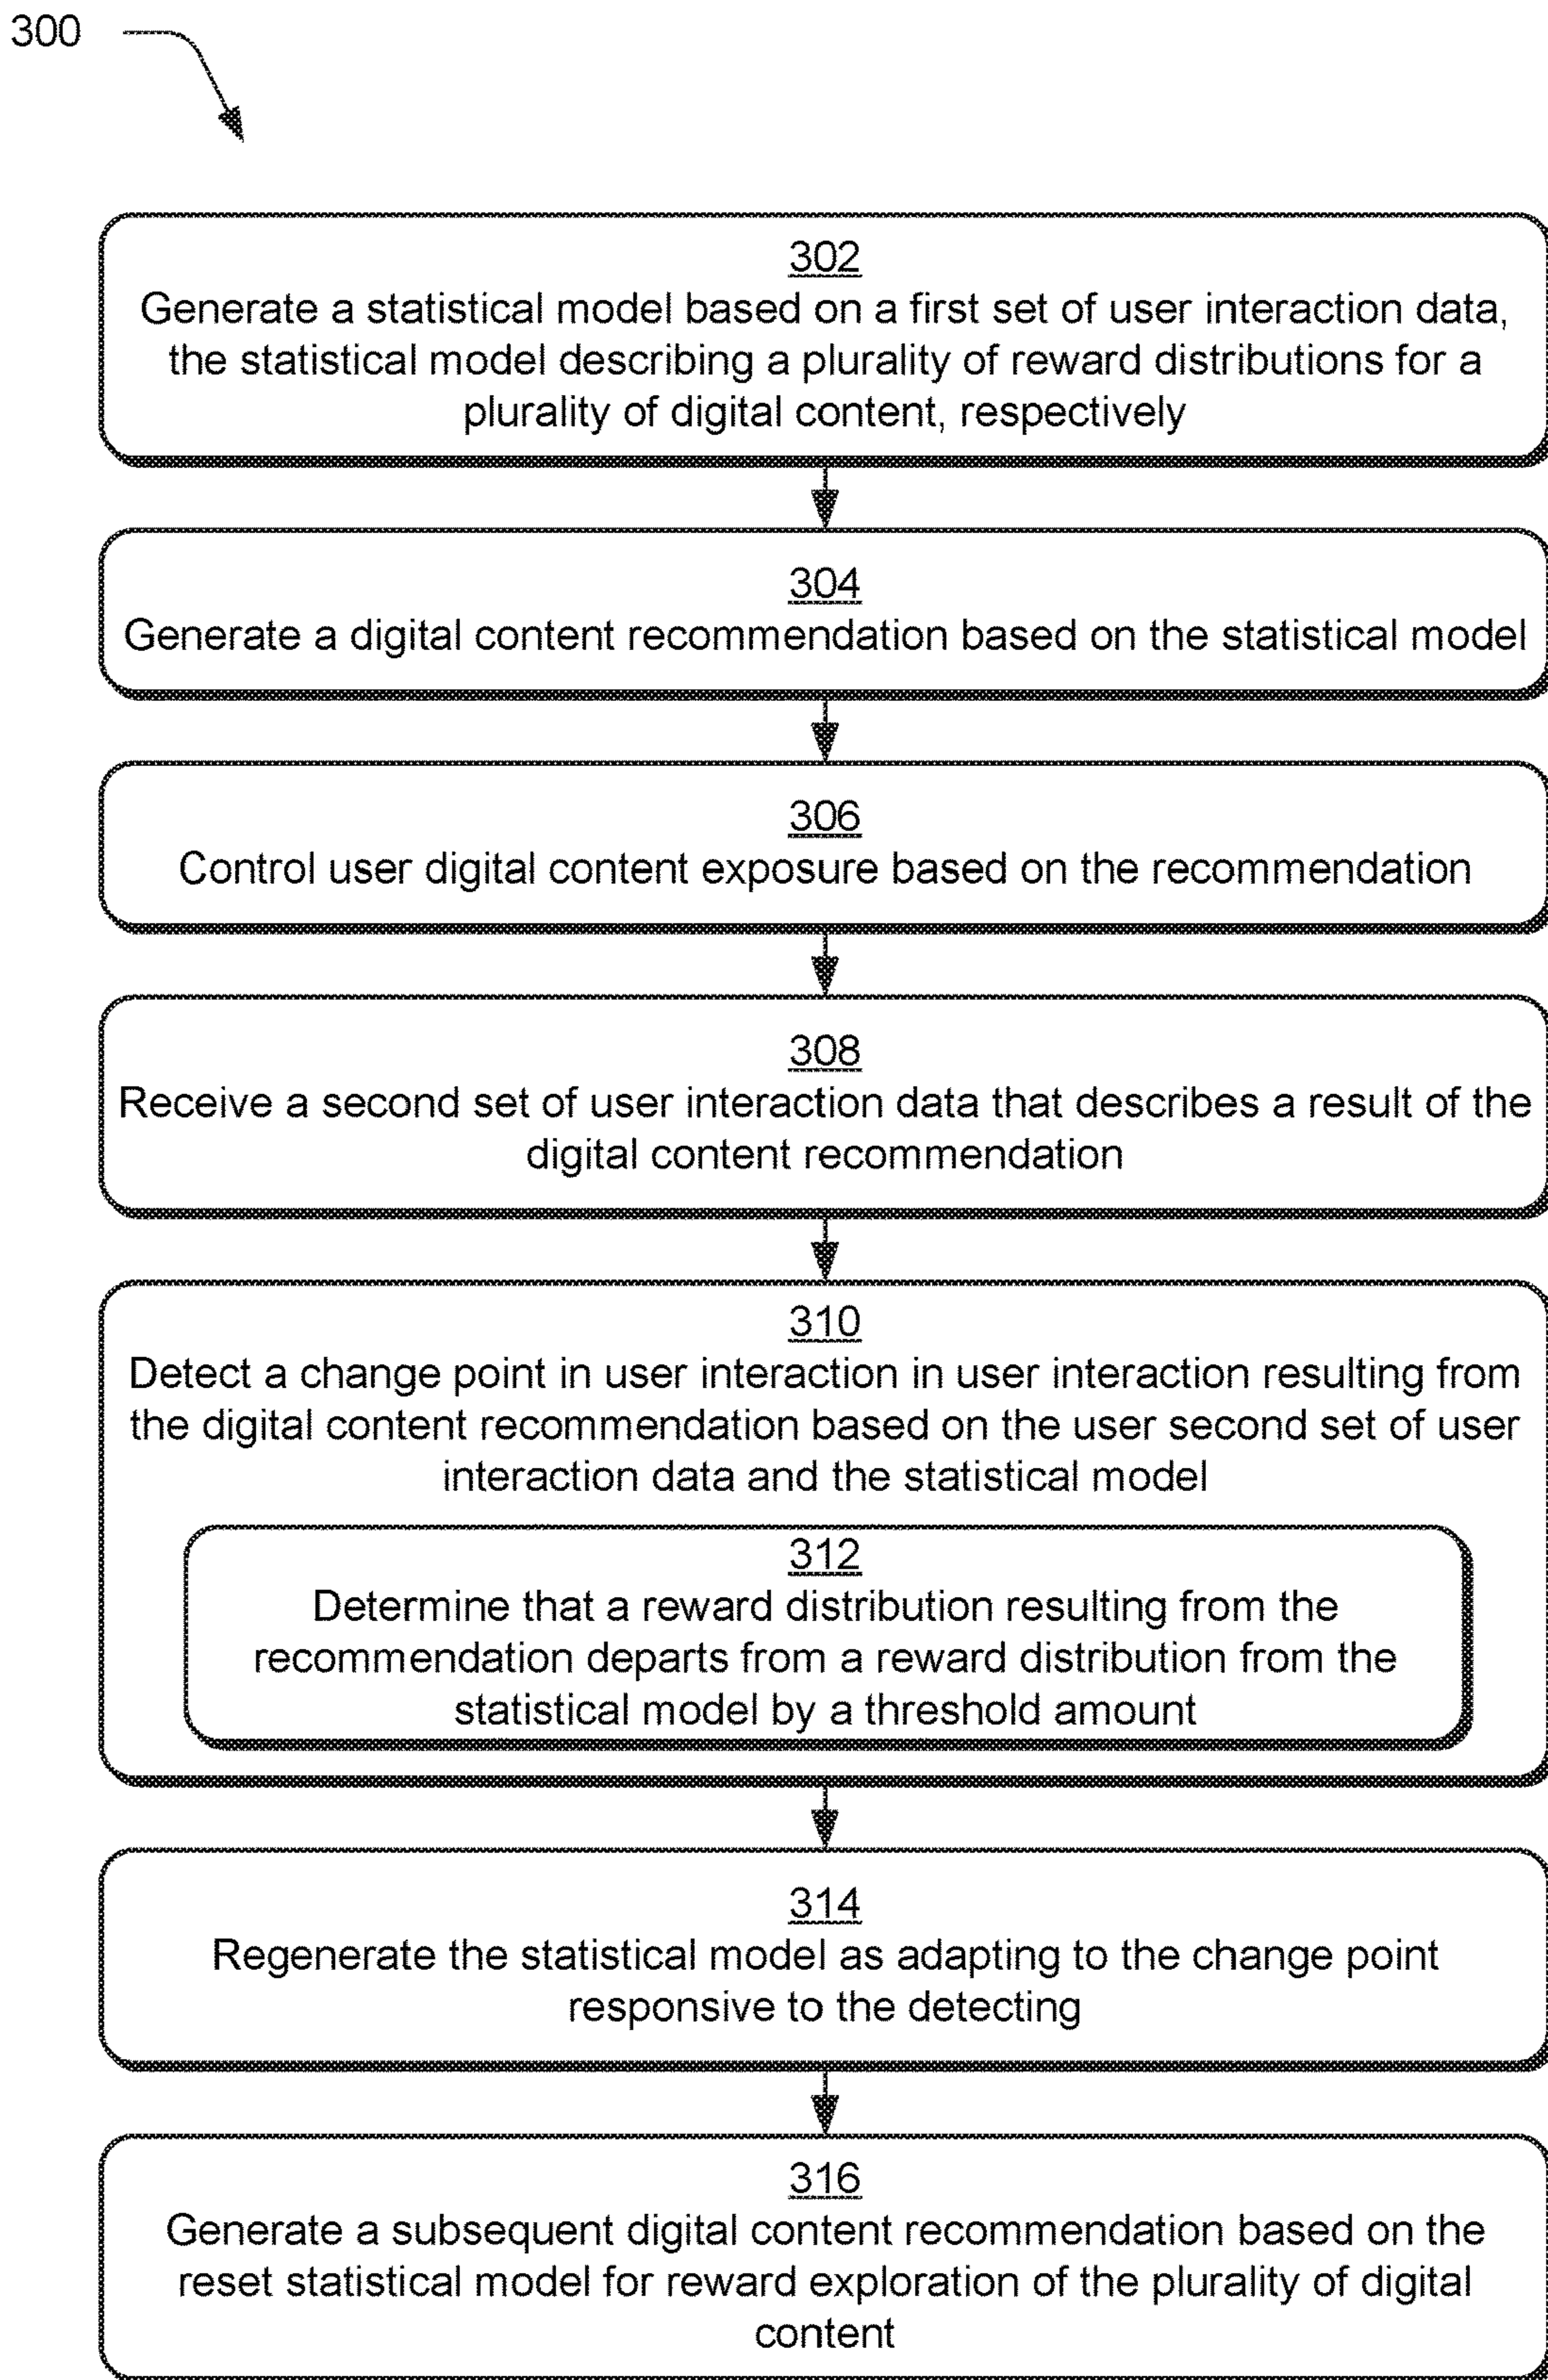 300
302
Generate a statistical model based on a first set of user interaction data,
the statistical model describing a plurality of reward distributions for a
plurality of digital content, respectively
304
Generate a digital content recommendation based on the statistical model
306
Control user digital content exposure based on the recommendation
308
Receive a second set of user interaction data that describes a result of the
digital content recommendation
310
Detect a change point in user interaction in user interaction resulting from
the digital content recommendation based on the user second set of user
interaction data and the statistical model
312
Determine that a reward distribution resulting from the
recommendation departs from a reward distribution from the
statistical model by a threshold amount
314
Regenerate the statistical model as adapting to the change point
responsive to the detecting
316
Generate a subsequent digital content recommendation based on the
reset statistical model for reward exploration of the plurality of digital
content